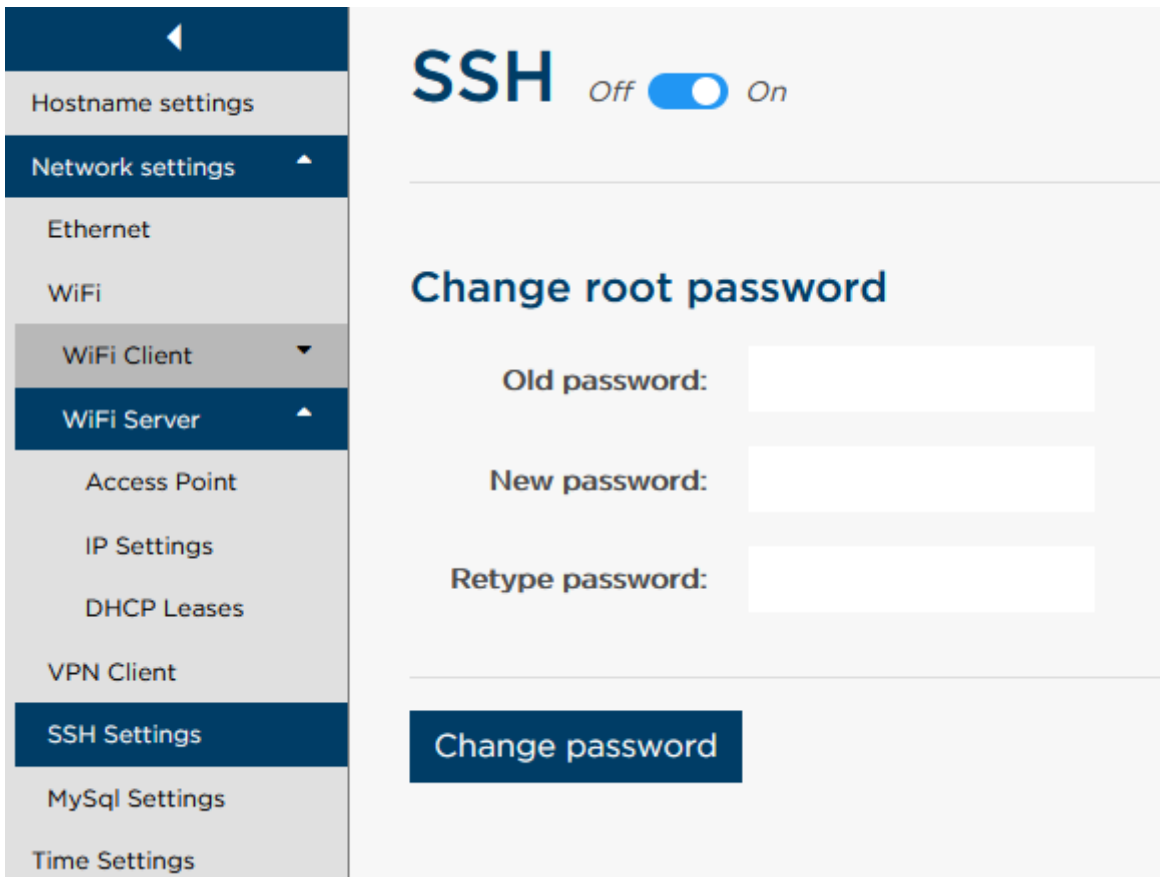 Hostname settings
Network settings
Ethernet
WiFi
WiFi Client
WiFi Server
Access Point
IP Settings
DHCP Leases
VPN Client
SSH Settings
MySql Settings
Time Settings
SSH Off On
Change root password
Old password:
New password:
Retype password:
Change password